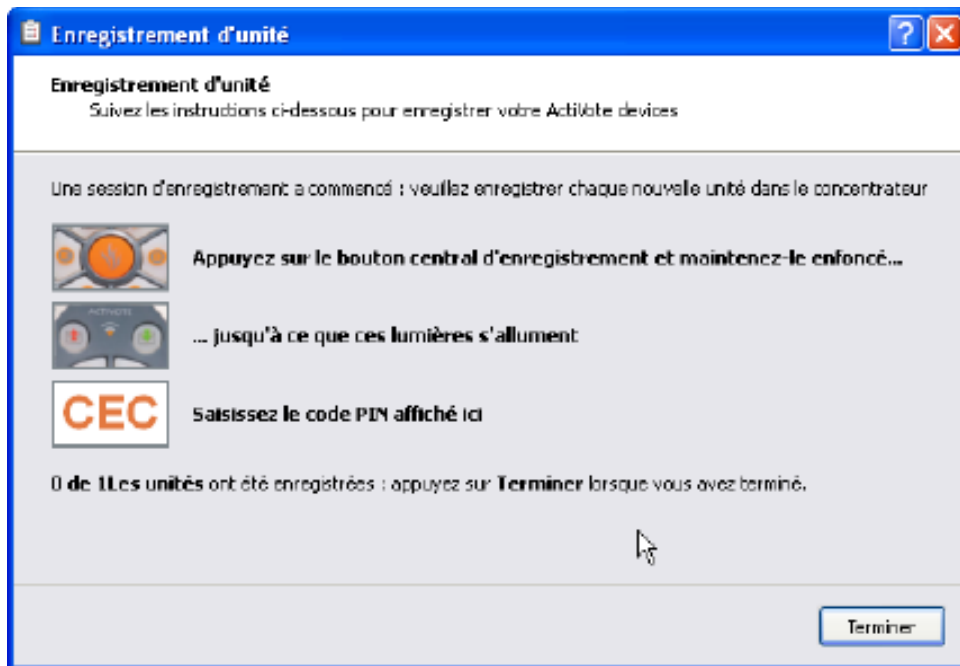 Enregistrement d'unité
Enregistrement d'unité
Suivez les instructions ci-dessous pour enregistrer votre ActiVote devices
Une session d'enregistrement a commencé : veuillez enregistrer chaque nouvelle unité dans le concentrateur
Appuyez sur le bouton central d'enregistrement et maintenez-le enfoncé...
ACTIVOTE
... jusqu'à ce que ces lumières s'allument
CEC
Saisissez le code PIN affiché ici
0 de 1Les unités ont été enregistrées : appuyez sur Terminer lorsque vous avez terminé.
Terminer